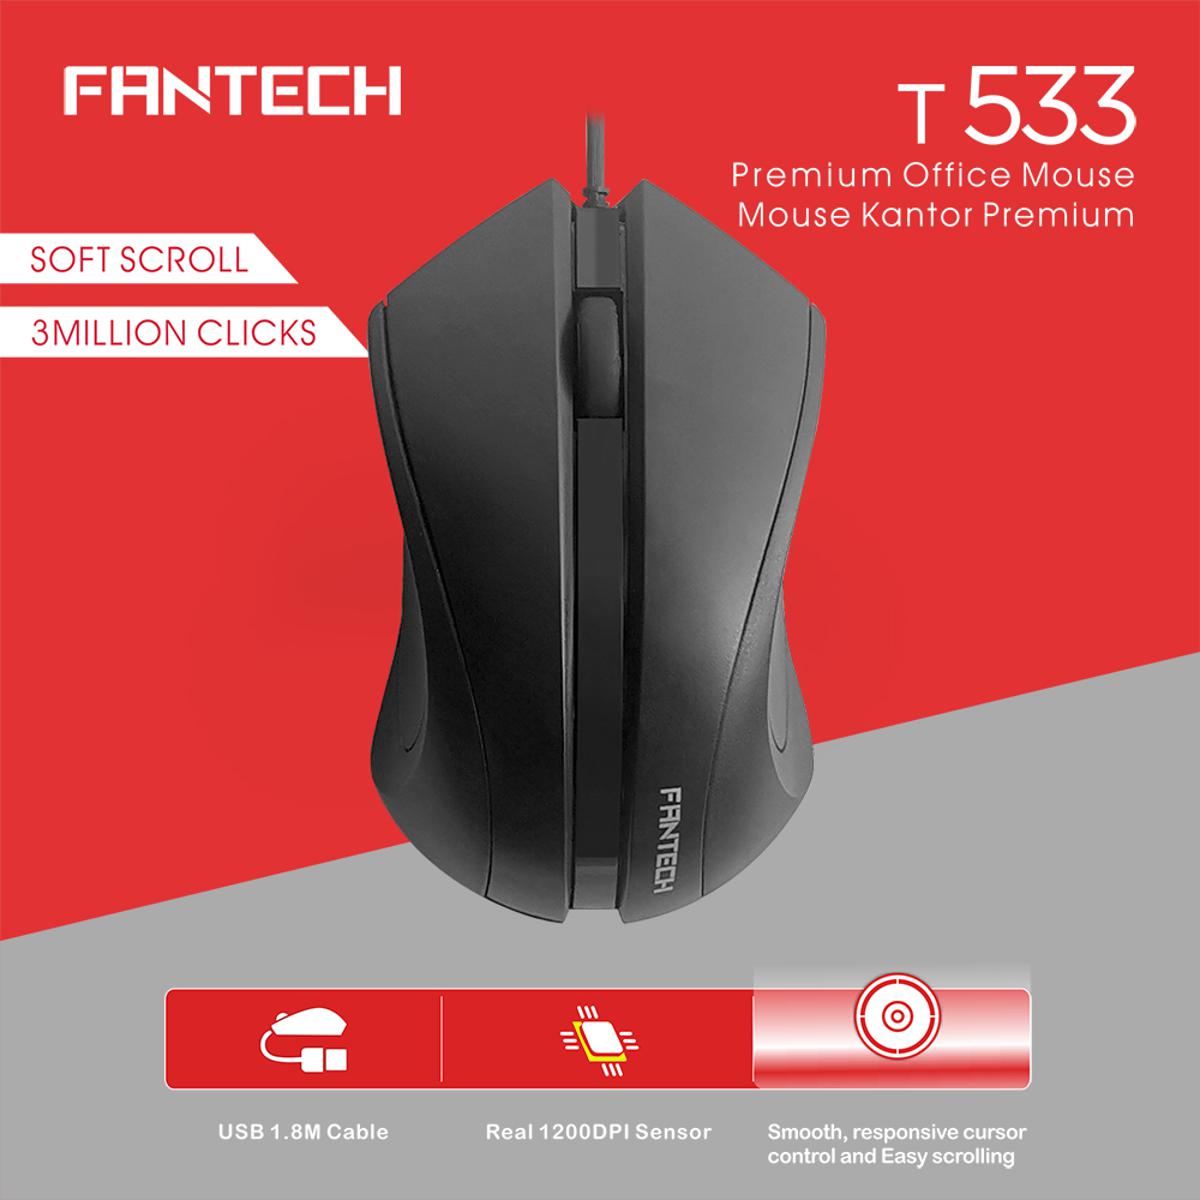 FANTECH
T 533
Premium Office Mouse
Mouse Kantor Premium
SOFT SCROLL
3MILLION CLICKS
FANTECH
USB 1.8M Cable
Real 1200DPI Sensor
Smooth, responsive cursor
control and Easy scrolling